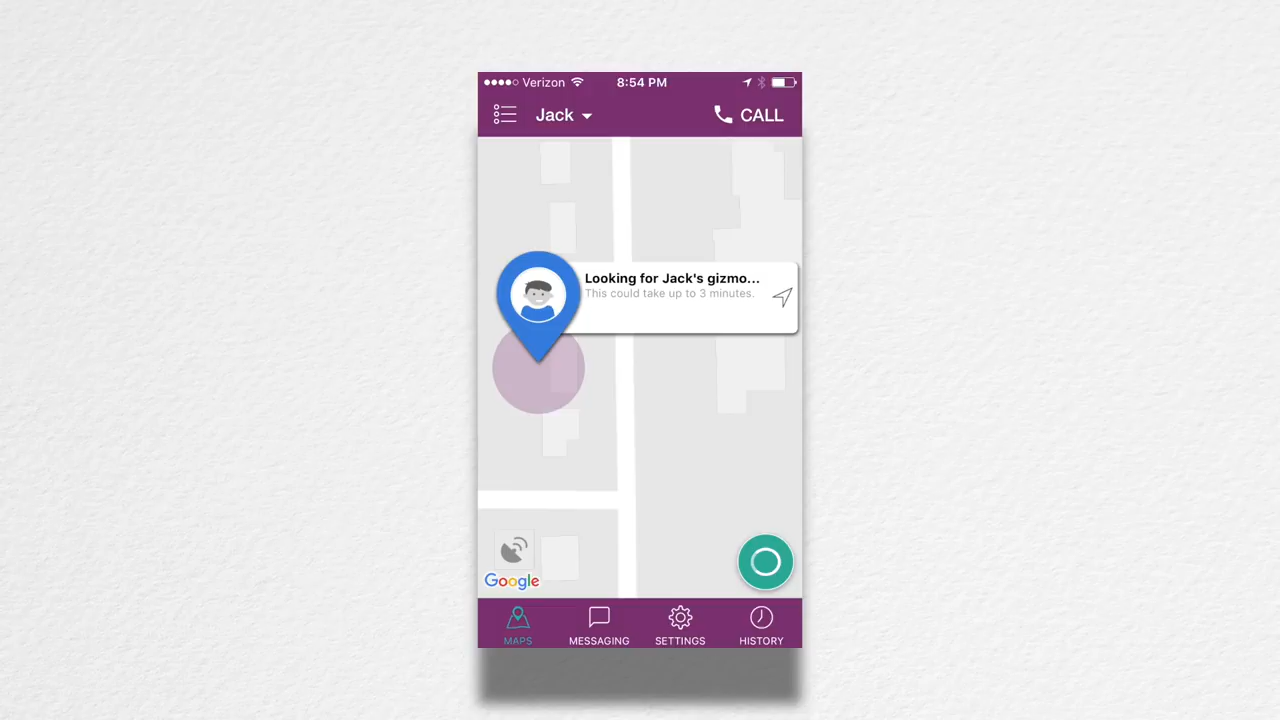 Verizon 8:54 PM
Jack CALL
Looking for Jack's gizmo...
This could take up to 3 minutes.
Google
MAPS MESSAGING SETTINGS HISTORY